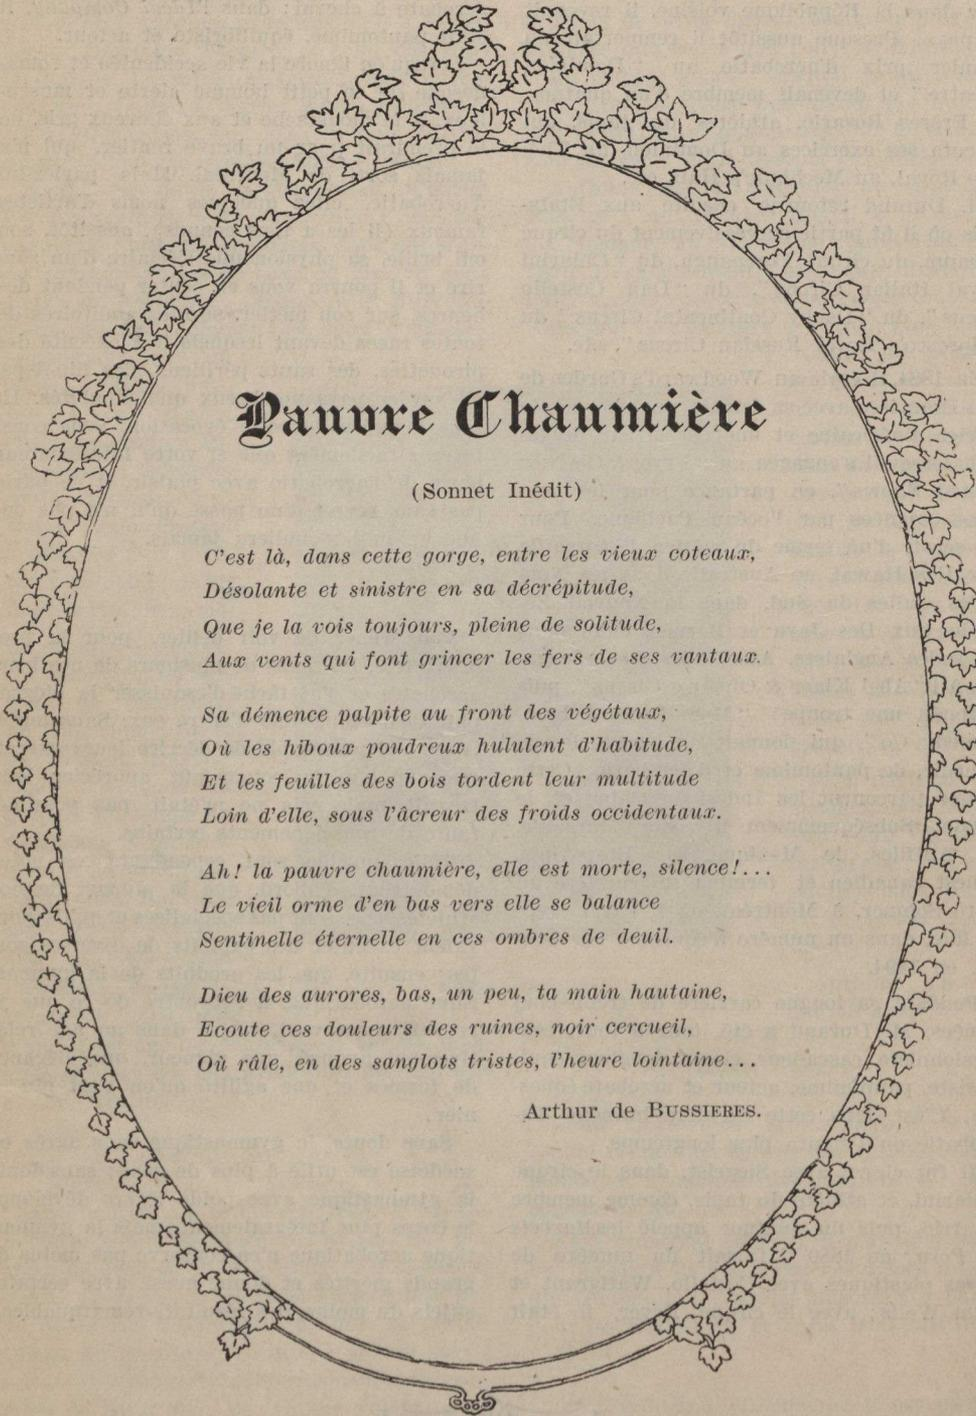 Pauvre Chaumière
(Sonnet Inédit)
C'est là, dans cette gorge, entre les vieux coteaux,
Désolante et sinistre en sa décrépitude,
Que je la vois toujours, pleine de solitude,
Aux vents qui font grincer les fers de ses vantaux.
Sa démence palpite au front des végétaux,
Où les hiboux poudreux hululent d'habitude,
Et les feuilles des bois tordent leur multitude
Loin d'elle, sous l'âcreur des froids occidentaux.
Ah! la pauvre chaumière, elle est morte, silence!...
Le vieil orme d'en bas vers elle se balance
Sentinelle éternelle en ces ombres de deuil.
Dieu des aurores, bas, un peu, ta main hautaine,
Ecoute ces douleurs des ruines, noir cercueil,
Où râle, en des sanglots tristes, l'heure lointaine...
Arthur de BUSSIERES.